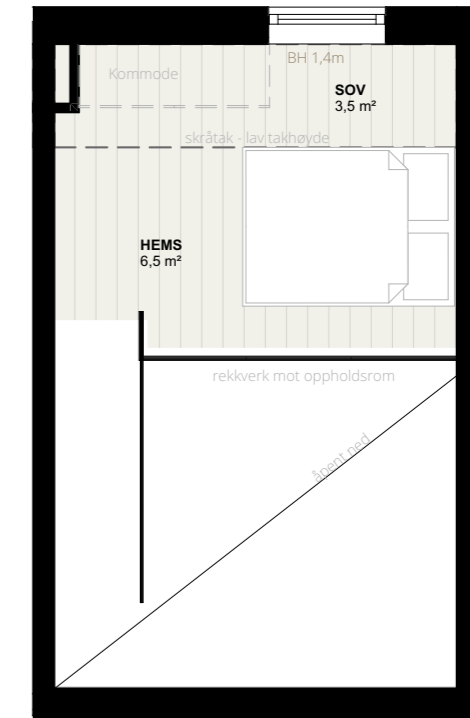 BH 1,4m
Kommode
SOV
3,5 m²
skråtak - lav takhøyde
HEMS
6,5 m²
rekkverk mot oppholdsrom
åpent ned